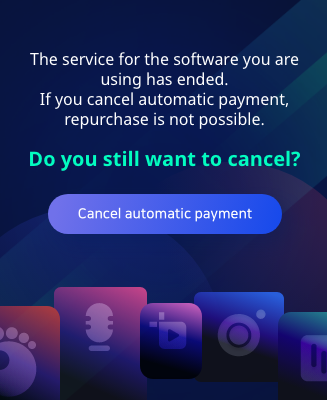 The service for the software you are
using has ended.
If you cancel automatic payment,
repurchase is not possible.
Do you still want to cancel?
Cancel automatic payment